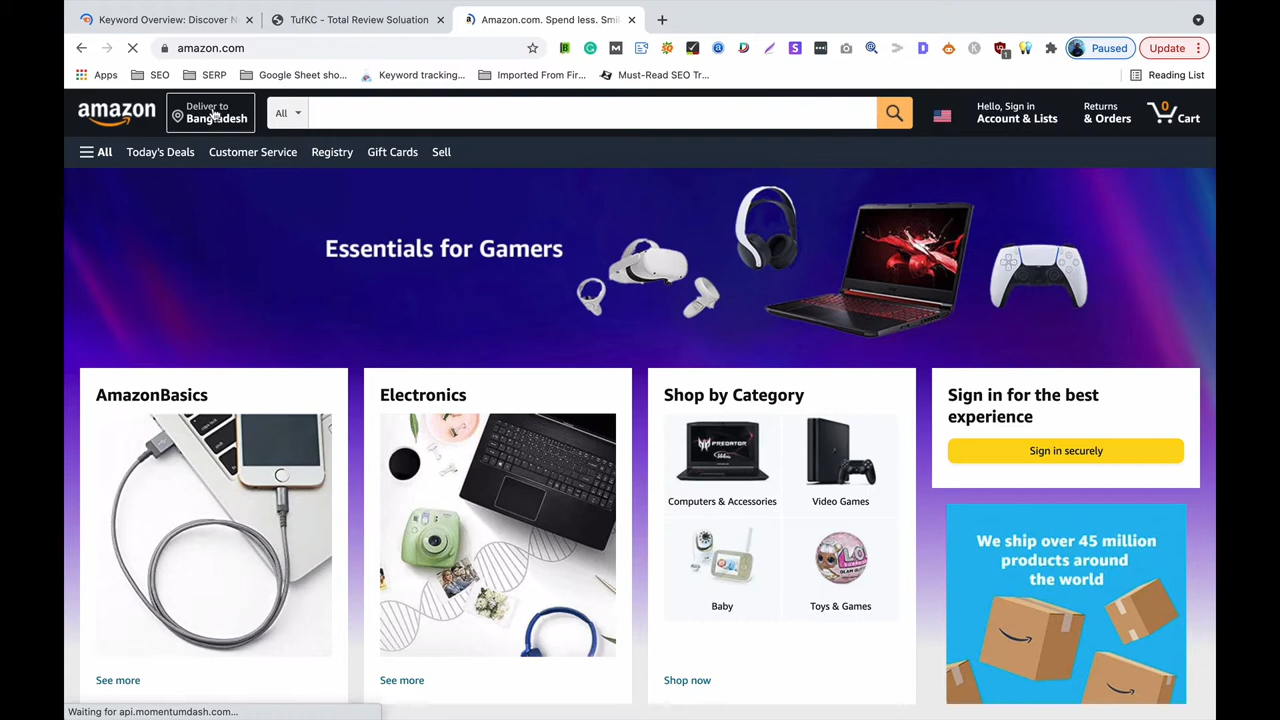 Keyword Overview: Discover N
TufKC - Total Review Soluation
Amazon.com. Spend less. Smil
amazon.com
Paused
Update
Apps
SEO
SERP
Google Sheet sho...
Keyword tracking...
Imported From Fir...
Must-Read SEO Tr...
Reading List
amazon
Deliver to
Bangladesh
All
Hello, Sign in
Account & Lists
Returns
& Orders
0
Cart
All
Today's Deals
Customer Service
Registry
Gift Cards
Sell
Essentials for Gamers
AmazonBasics
See more
Electronics
See more
Shop by Category
PREDATOR
Computers & Accessories
Video Games
Baby
Toys & Games
Shop now
Sign in for the best
experience
Sign in securely
We ship over 45 million
products around
the world
Waiting for api.momentumdash.com...